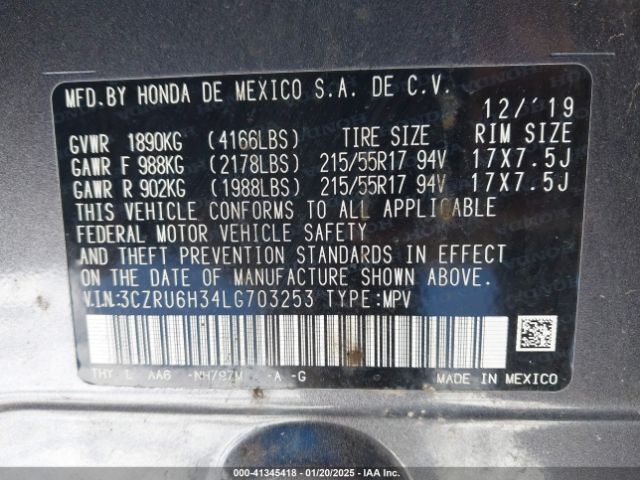 MFD. BY HONDA DE MEXICO S.A. DE C.V.
12/'19
GVWR 1890KG (4166LBS) TIRE SIZE RIM SIZE
GAWR F 988KG (2178LBS) 215/55R17 94V 17X7.5J
GAWR R 902KG (1988LBS) 215/55R17 94V 17X7.5J
THIS VEHICLE CONFORMS TO ALL APPLICABLE
FEDERAL MOTOR VEHICLE SAFETY
AND THEFT PREVENTION STANDARDS IN EFFECT
ON THE DATE OF MANUFACTURE SHOWN ABOVE.
V.I.N:3CZRU6H34LG703253 TYPE:MPV
THY L AA6 -NH797M -A -G MADE IN MEXICO
000-41345418 - 01/20/2025 - IAA Inc.